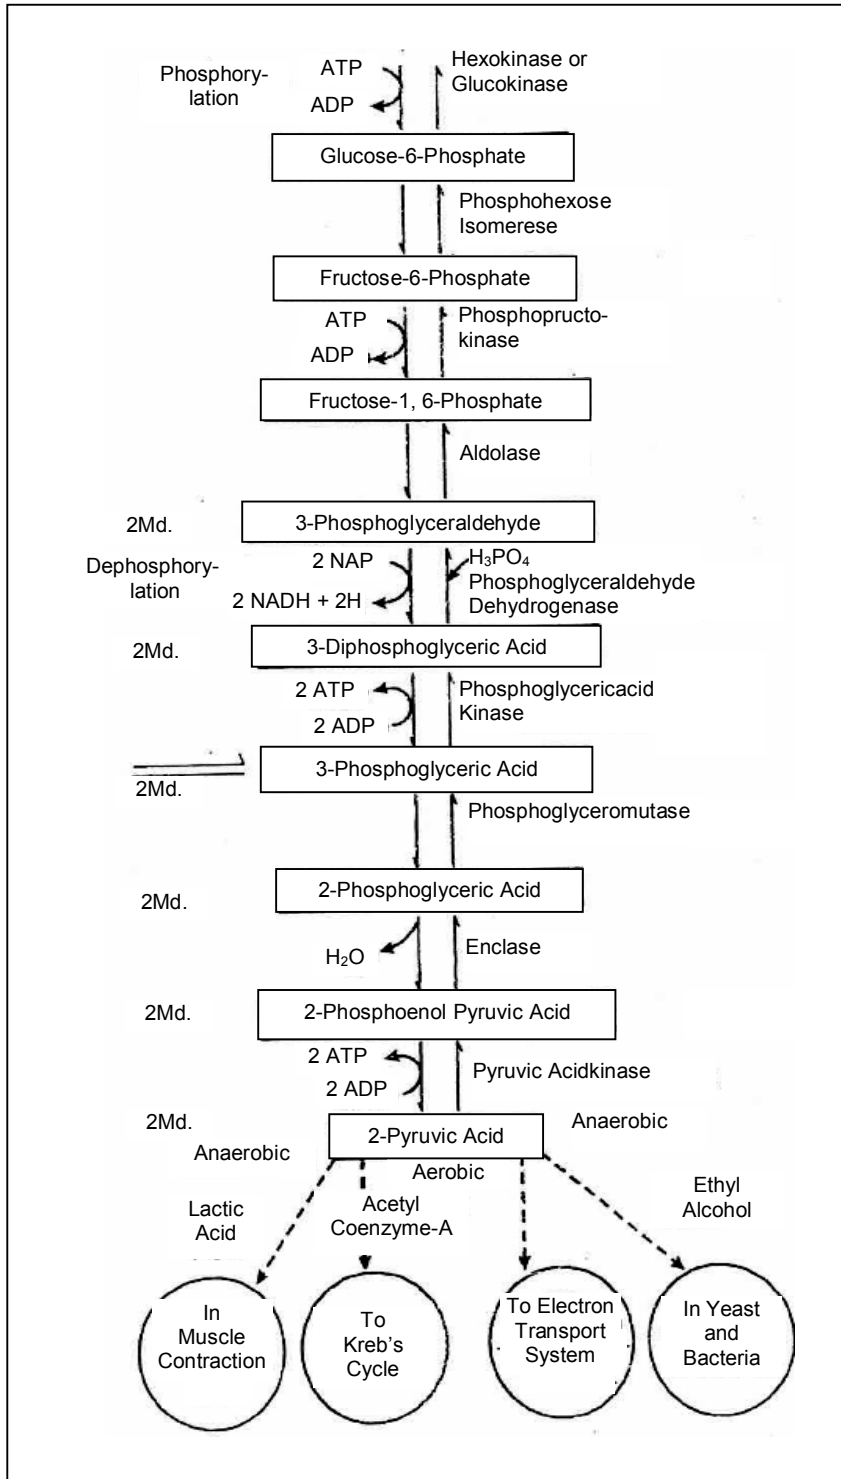 Phosphory-
lation
ATP
ADP
Hexokinase or
Glucokinase
Glucose-6-Phosphate
Phosphohexose
Isomerese
Fructose-6-Phosphate
ATP
ADP
Phosphopructo-
kinase
Fructose-1, 6-Phosphate
Aldolase
2Md.
3-Phosphoglyceraldehyde
Dephosphory-
lation
2 NAP
2 NADH + 2H
H₃PO₄
Phosphoglyceraldehyde
Dehydrogenase
2Md.
3-Diphosphoglyceric Acid
2 ATP
2 ADP
Phosphoglycericacid
Kinase
3-Phosphoglyceric Acid
2Md.
Phosphoglyceromutase
2Md.
2-Phosphoglyceric Acid
H₂O
Enclase
2Md.
2-Phosphoenol Pyruvic Acid
2 ATP
2 ADP
Pyruvic Acidkinase
2Md.
2-Pyruvic Acid
Anaerobic
Anaerobic
Aerobic
Lactic
Acid
Acetyl
Coenzyme-A
Ethyl
Alcohol
In
Muscle
Contraction
To
Kreb's
Cycle
To Electron
Transport
System
In Yeast
and
Bacteria